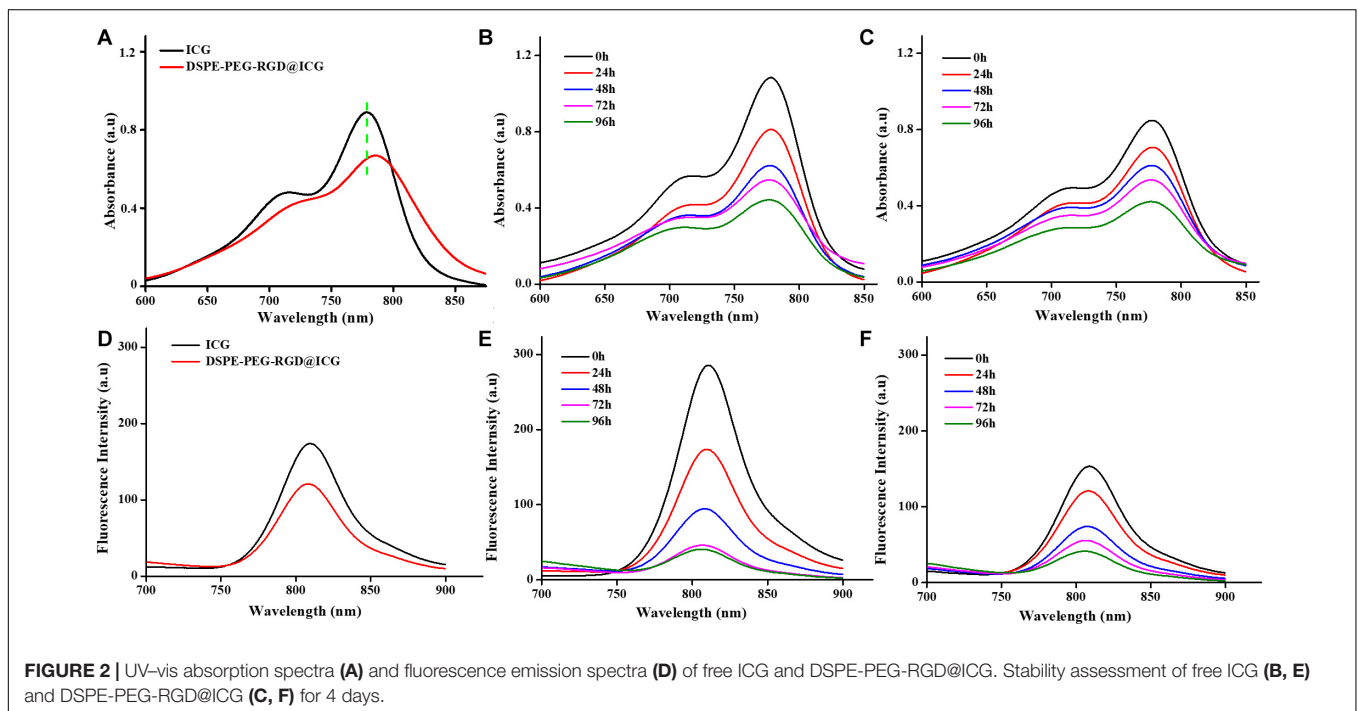 A
ICG
DSPE-PEG-RGD@ICG
1.2
0.8
0.4
0.0
Absorbance (a.u)
600 650 700 750 800 850
Wavelength (nm)
B
0h
24h
48h
72h
96h
1.2
0.9
0.6
0.3
0.0
Absorbance (a.u)
600 650 700 750 800 850
Wavelength (nm)
C
0h
24h
48h
72h
96h
1.2
0.8
0.4
0.0
Absorbance (a.u)
600 650 700 750 800 850
Wavelength (nm)
D
ICG
DSPE-PEG-RGD@ICG
300
200
100
0
Fluorescence Intensity (a.u)
700 750 800 850 900
Wavelength (nm)
E
0h
24h
48h
72h
96h
300
200
100
0
Fluorescence Intensity (a.u)
700 750 800 850 900
Wavelength (nm)
F
0h
24h
48h
72h
96h
300
200
100
0
Fluorescence Intensity (a.u)
700 750 800 850 900
Wavelength (nm)
FIGURE 2 | UV–vis absorption spectra (A) and fluorescence emission spectra (D) of free ICG and DSPE-PEG-RGD@ICG. Stability assessment of free ICG (B, E)
and DSPE-PEG-RGD@ICG (C, F) for 4 days.